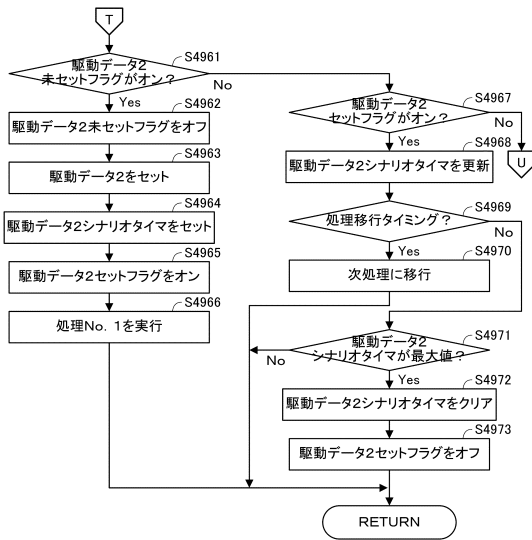 T
S4961
駆動データ2
未セットフラグがオン？
No
Yes
S4962
駆動データ2未セットフラグをオフ
S4963
駆動データ2をセット
S4964
駆動データ2シナリオタイマをセット
S4965
駆動データ2セットフラグをオン
S4966
処理No. 1を実行
S4967
駆動データ2
セットフラグがオン？
No
U
Yes
S4968
駆動データ2シナリオタイマを更新
S4969
処理移行タイミング？
No
Yes
S4970
次処理に移行
S4971
駆動データ2
シナリオタイマが最大値？
No
Yes
S4972
駆動データ2シナリオタイマをクリア
S4973
駆動データ2セットフラグをオフ
RETURN